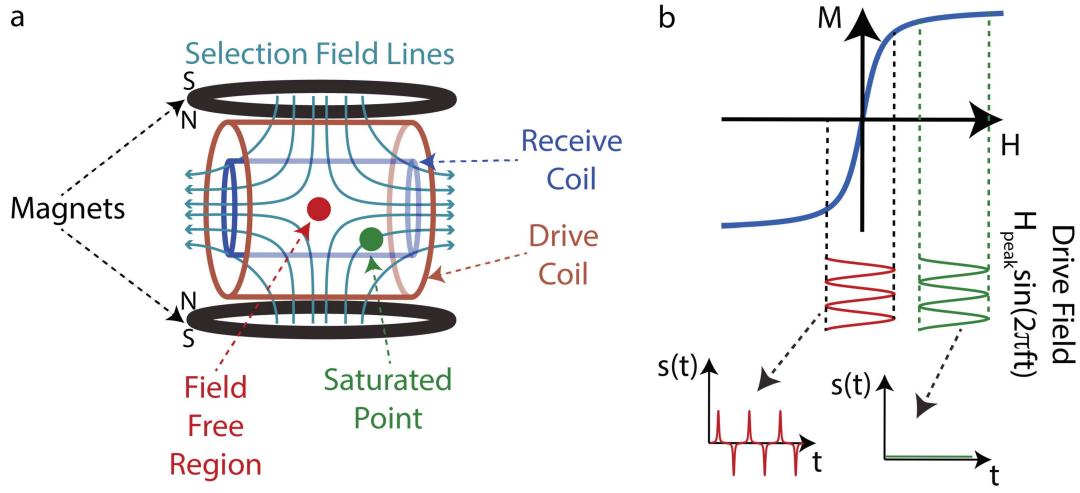 a
Selection Field Lines
S
N
Receive
Coil
Magnets
Drive
Coil
N
S
Field
Free
Region
Saturated
Point
b
M
H
Drive Field
H peak sin(2πft)
s(t)
t
s(t)
t